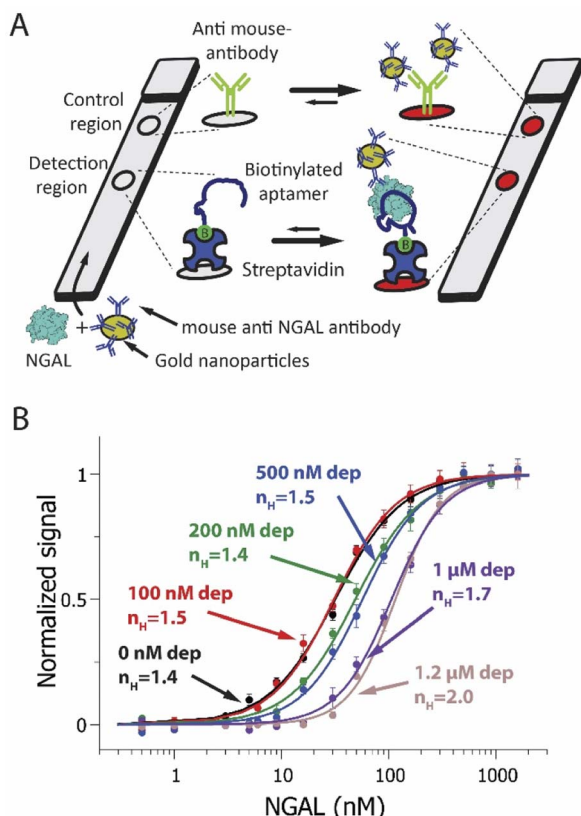 A
Anti mouse-
antibody
Control
region
Detection
region
Biotinylated
aptamer
B
B
Streptavidin
NGAL
+
mouse anti NGAL antibody
Gold nanoparticles
B
Normalized signal
1
0.5
0
500 nM dep
nH=1.5
200 nM dep
nH=1.4
100 nM dep
nH=1.5
0 nM dep
nH=1.4
1 µM dep
nH=1.7
1.2 µM dep
nH=2.0
1 10 100 1000
NGAL (nM)